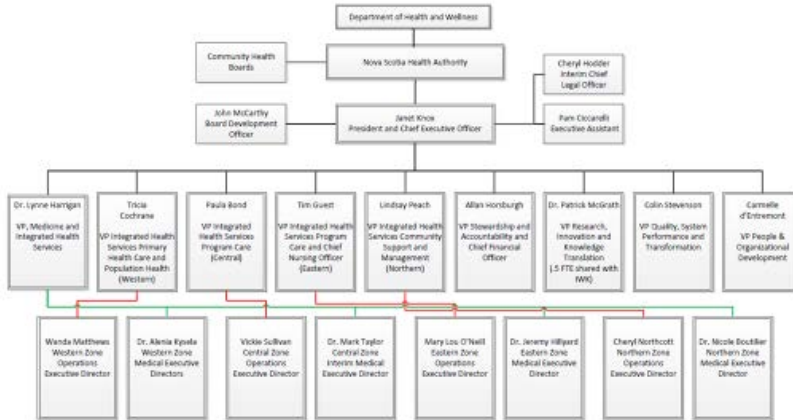 Department of Health and Wellness
Community Health
Boards
Nova Scotia Health Authority
Cheryl Hodder
Interim Chief
Legal Officer
John McCarthy
Board Development
Officer
Janet Knox
President and Chief Executive Officer
Pam Ciccarelli
Executive Assistant
Dr. Lynne Harrigan
VP, Medicine and
Integrated Health
Services
Tricia
Cochrane
VP Integrated Health
Services Primary
Health Care and
Population Health
(Western)
Paula Bond
VP Integrated
Health Services
Program Care
(Central)
Tim Guest
VP Integrated Health
Services Program
Care and Chief
Nursing Officer
(Eastern)
Lindsay Peach
VP Integrated Health
Services Community
Support and
Management
(Northern)
Allan Horsburgh
VP Stewardship and
Accountability and
Chief Financial
Officer
Dr. Patrick McGrath
VP Research,
Innovation and
Knowledge
Translation
(.5 FTE shared with
IWK)
Colin Stevenson
VP Quality, System
Performance and
Transformation
Carmelle
d'Entremont
VP People &
Organizational
Development
Wanda Matthews
Western Zone
Operations
Executive Director
Dr. Alenia Kysela
Western Zone
Medical Executive
Directors
Vickie Sullivan
Central Zone
Operations
Executive Director
Dr. Mark Taylor
Central Zone
Interim Medical
Executive Director
Mary Lou O'Neill
Eastern Zone
Operations
Executive Director
Dr. Jeremy Hillyard
Eastern Zone
Medical Executive
Director
Cheryl Northcott
Northern Zone
Operations
Executive Director
Dr. Nicole Boutilier
Northern Zone
Medical Executive
Director